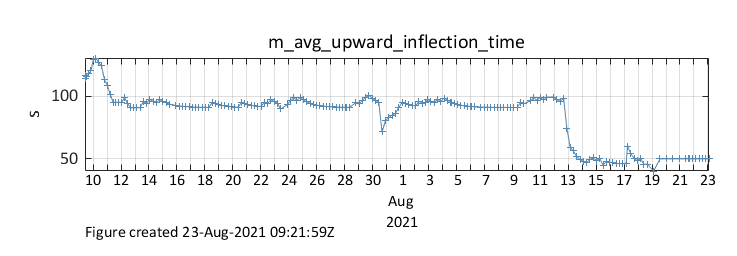 m_avg_upward_inflection_time
s
100
50
10 12 14 16 18 20 22 24 26 28 30 1 3 5 7 9 11 13 15 17 19 21 23
Aug
2021
Figure created 23-Aug-2021 09:21:59Z